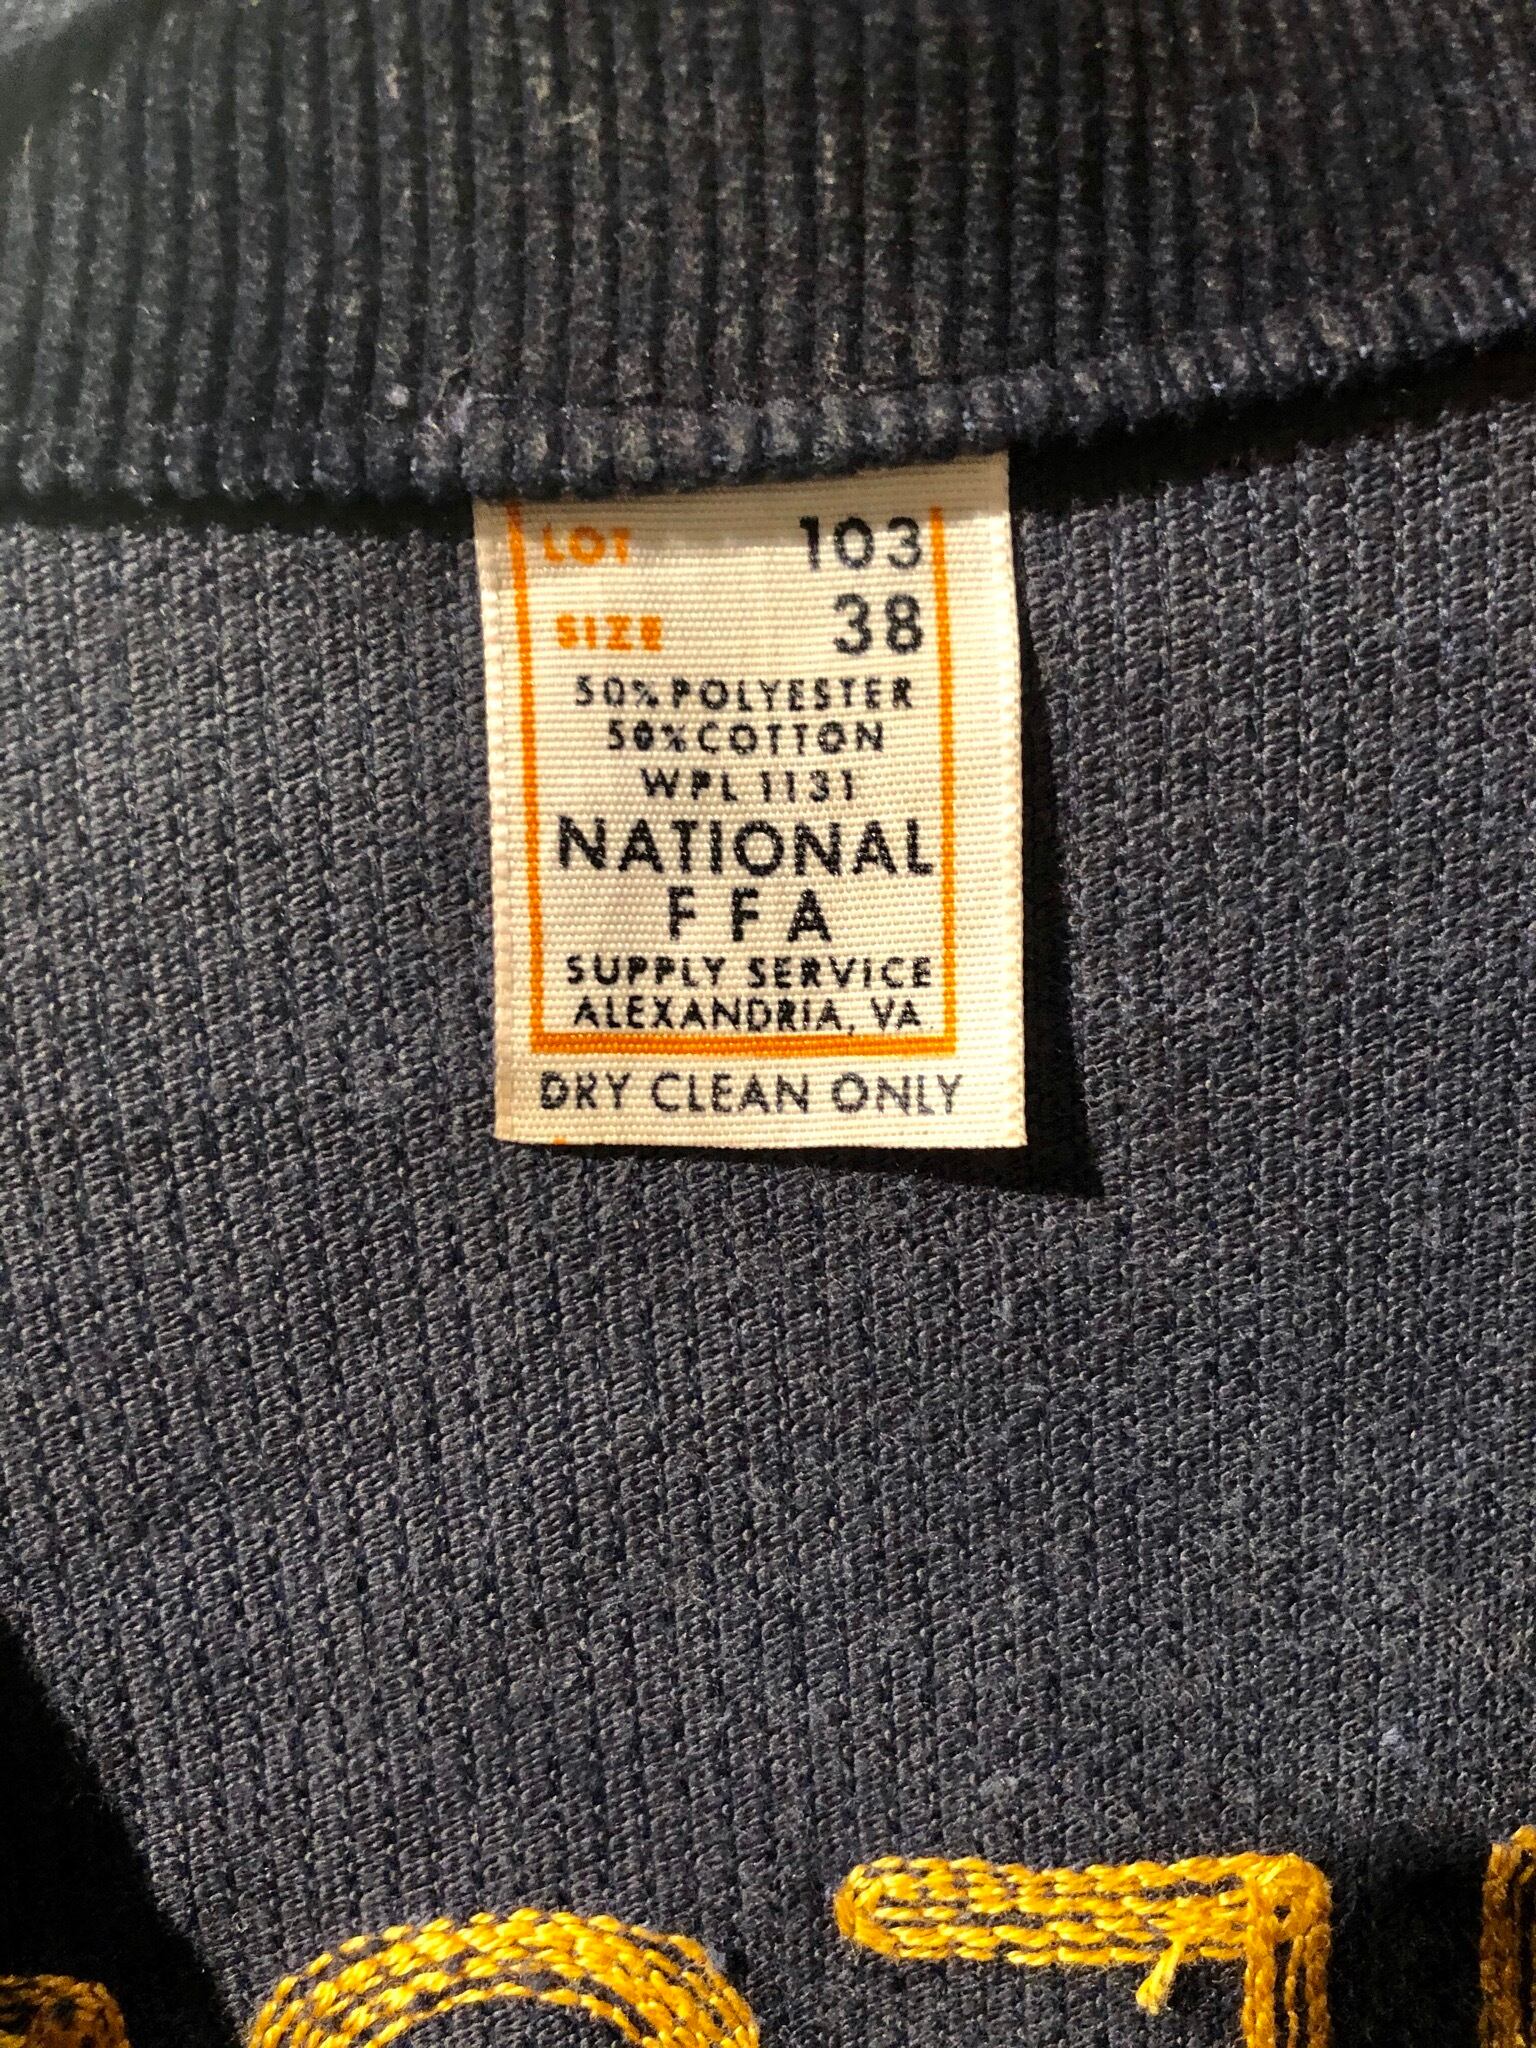 LOT 103
SIZE 38
50% POLYESTER
50% COTTON
WPL 1131
NATIONAL
FFA
SUPPLY SERVICE
ALEXANDRIA, VA.
DRY CLEAN ONLY